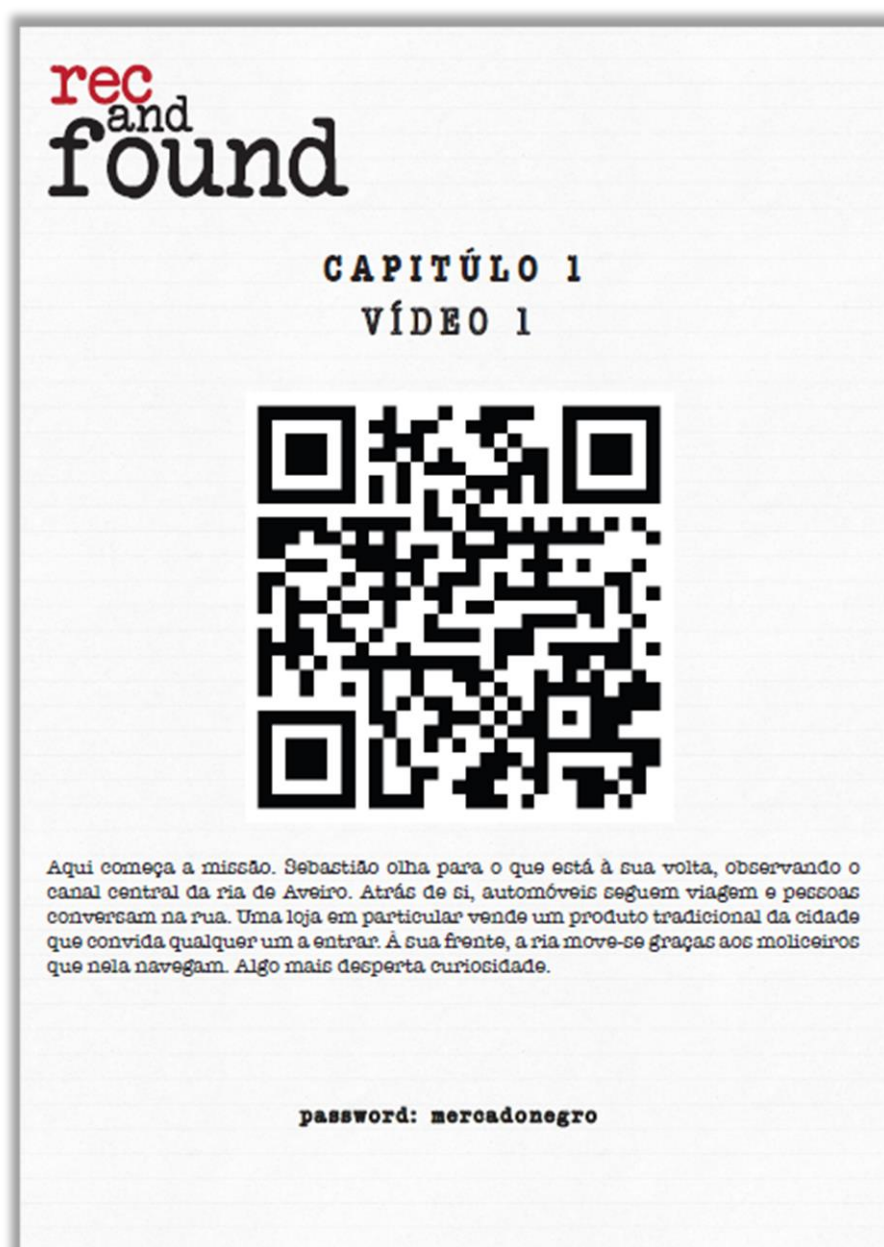 rec
and
found
CAPITÚLO 1
VÍDEO 1
Aqui começa a missão. Sebastião olha para o que está à sua volta, observando o
canal central da ria de Aveiro. Atrás de si, automóveis seguem viagem e pessoas
conversam na rua. Uma loja em particular vende um produto tradicional da cidade
que convida qualquer um a entrar. À sua frente, a ria move-se graças aos moliceiros
que nela navegam. Algo mais desperta curiosidade.
password: mercadonegro